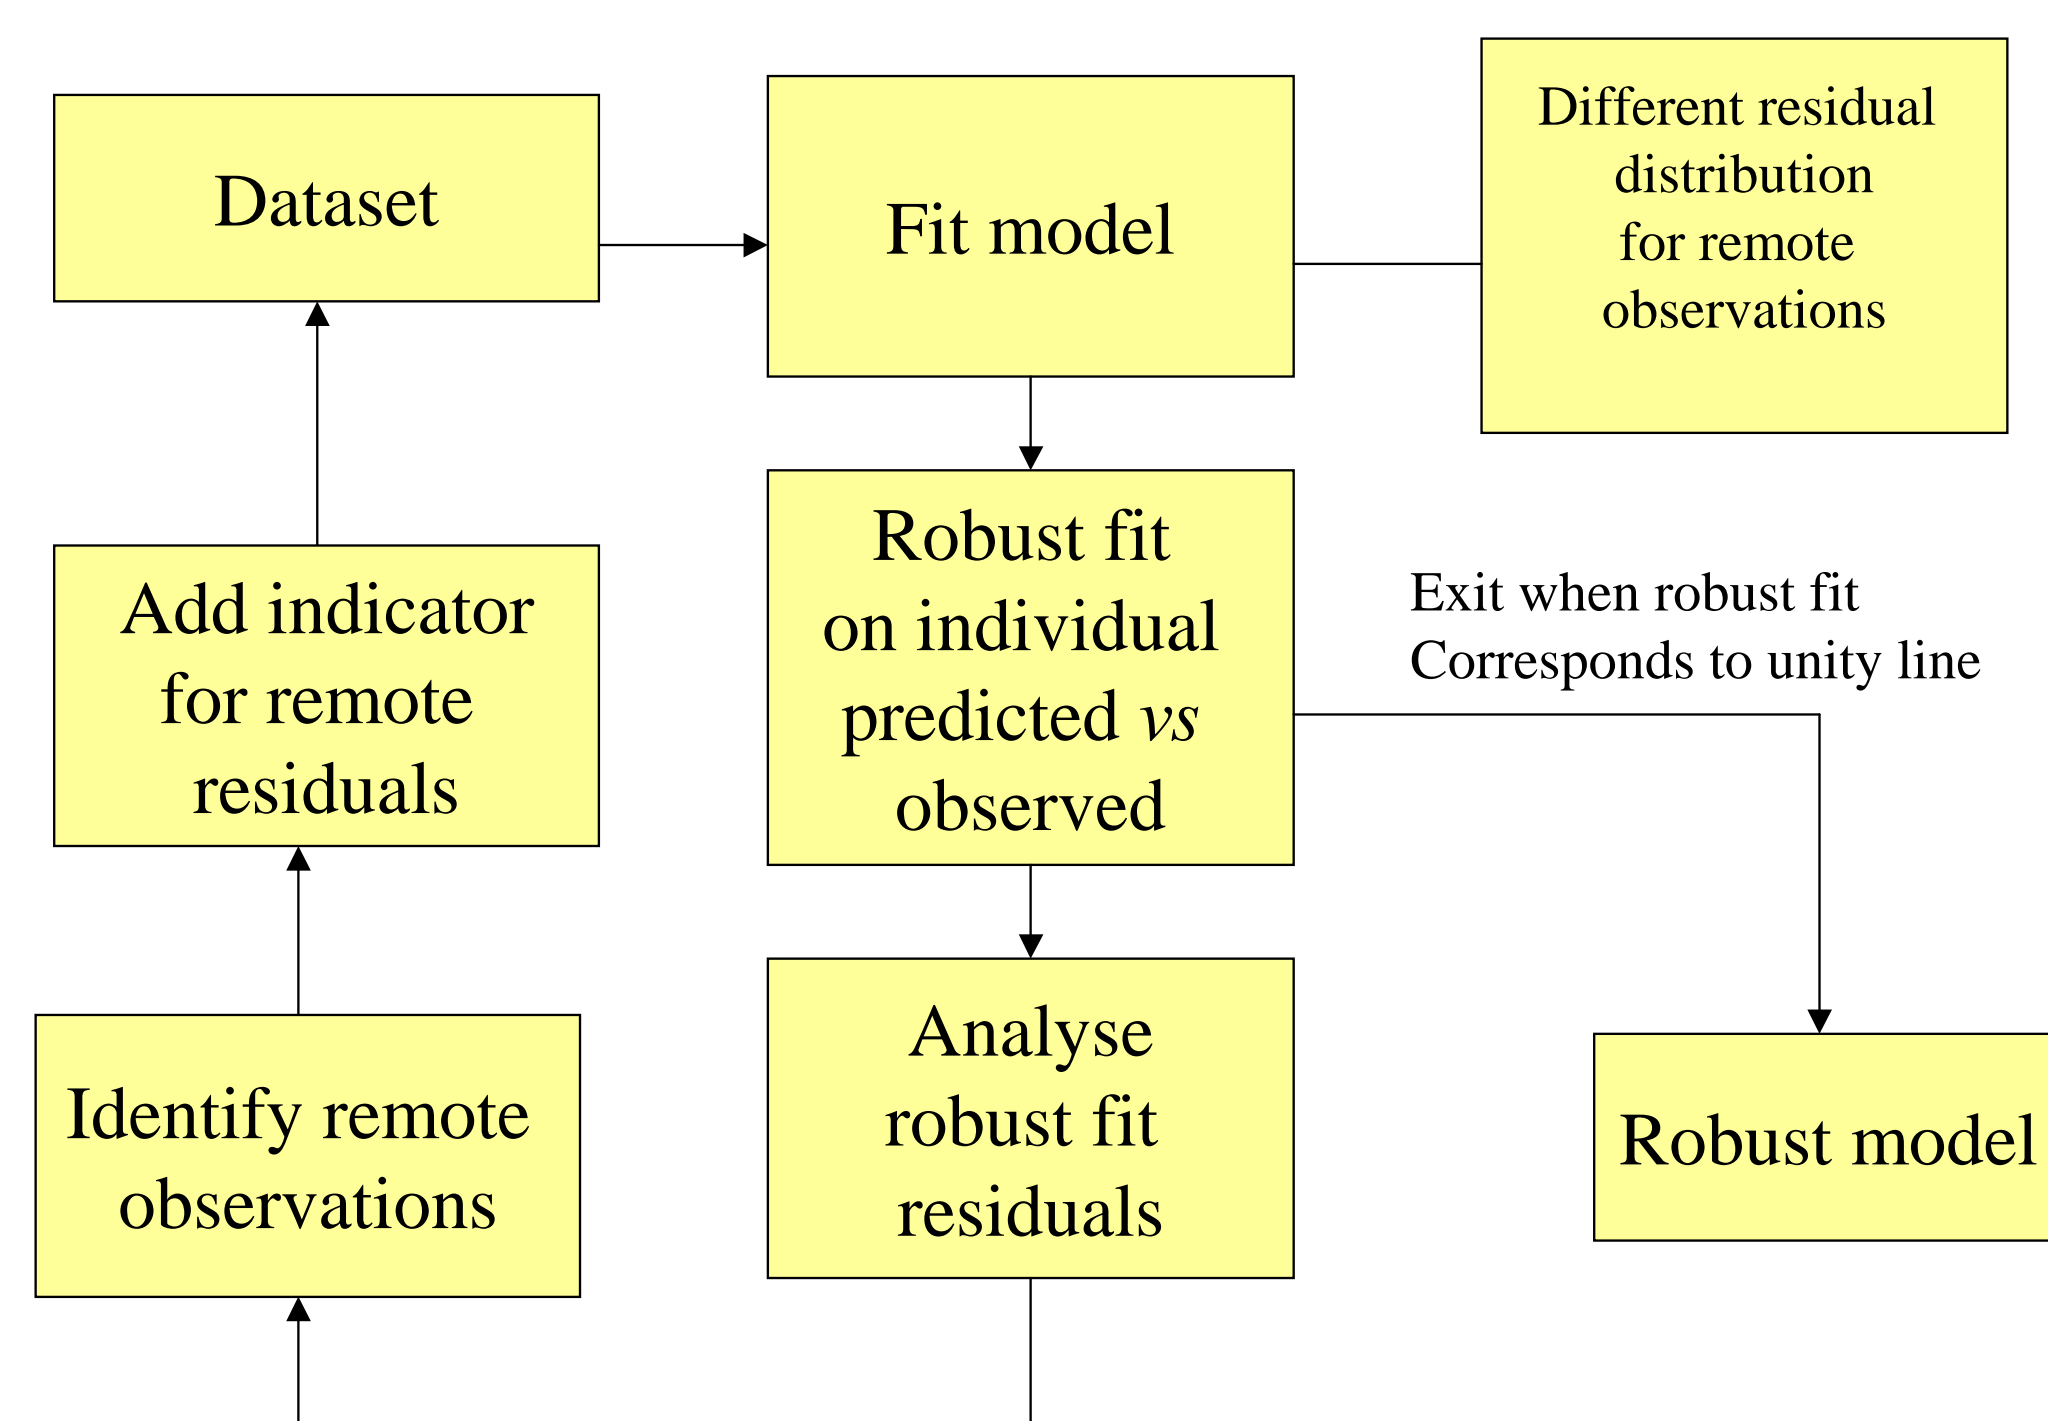 Dataset
Fit model
Different residual
distribution
for remote
observations
Add indicator
for remote
residuals
Robust fit
on individual
predicted vs
observed
Exit when robust fit
Corresponds to unity line
Identify remote
observations
Analyse
robust fit
residuals
Robust model